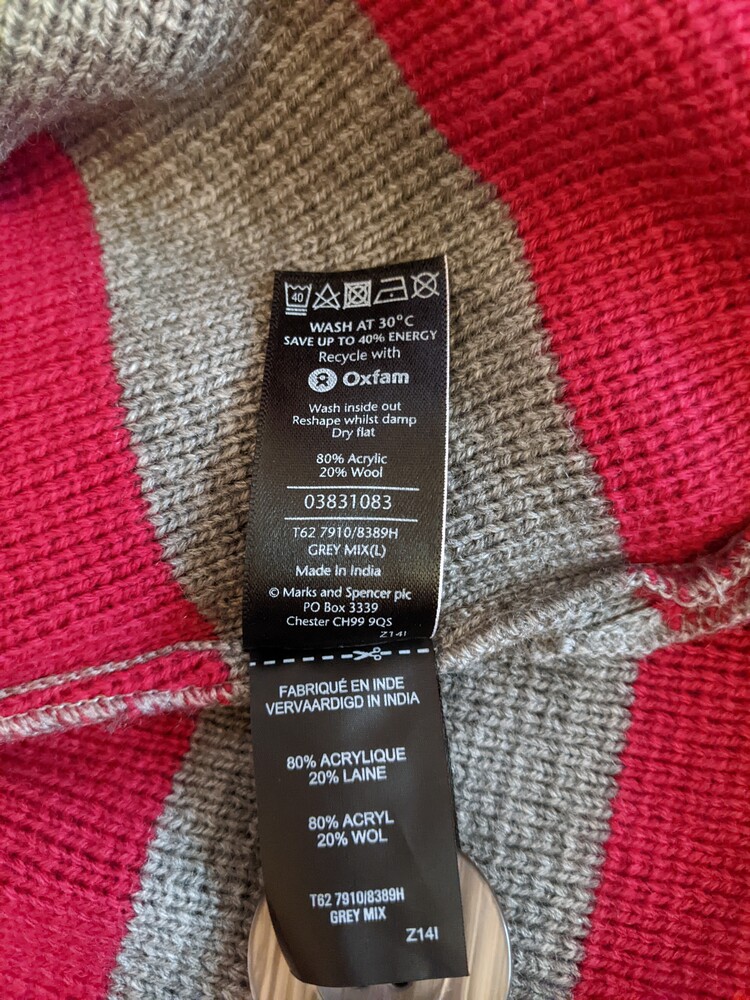 40
WASH AT 30°C
SAVE UP TO 40% ENERGY
Recycle with
Oxfam
Wash inside out
Reshape whilst damp
Dry flat
80% Acrylic
20% Wool
03831083
T62 7910/8389H
GREY MIX(L)
Made In India
© Marks and Spencer plc
PO Box 3339
Chester CH99 9QS
Z14I
FABRIQUÉ EN INDE
VERVAARDIGD IN INDIA
80% ACRYLIQUE
20% LAINE
80% ACRYL
20% WOL
T62 7910/8389H
GREY MIX
Z14I